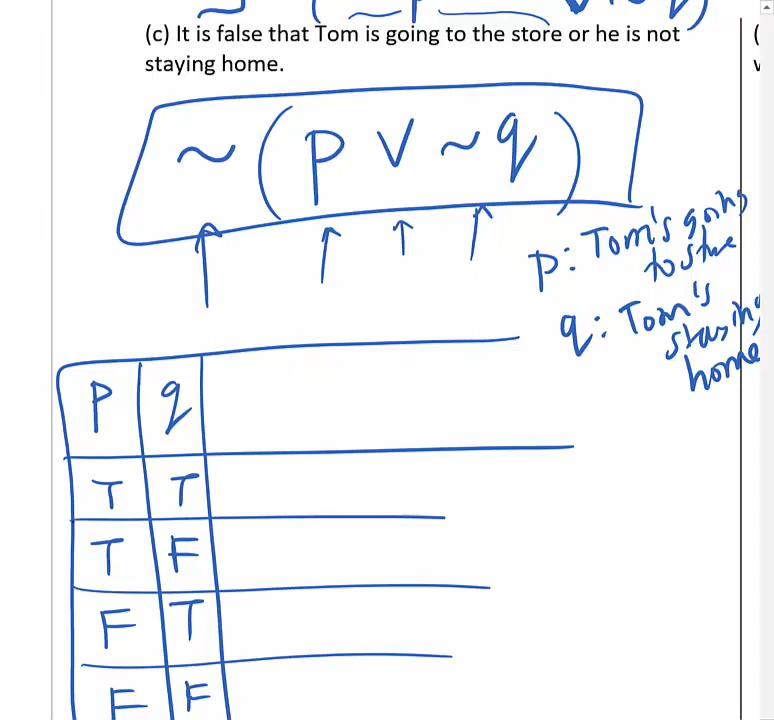 (c) It is false that Tom is going to the store or he is not
staying home.
~ ( p ∨ ~ q )
p: Tom's going
to store
q: Tom's
staying
home
P q
T T
T F
F T
F F